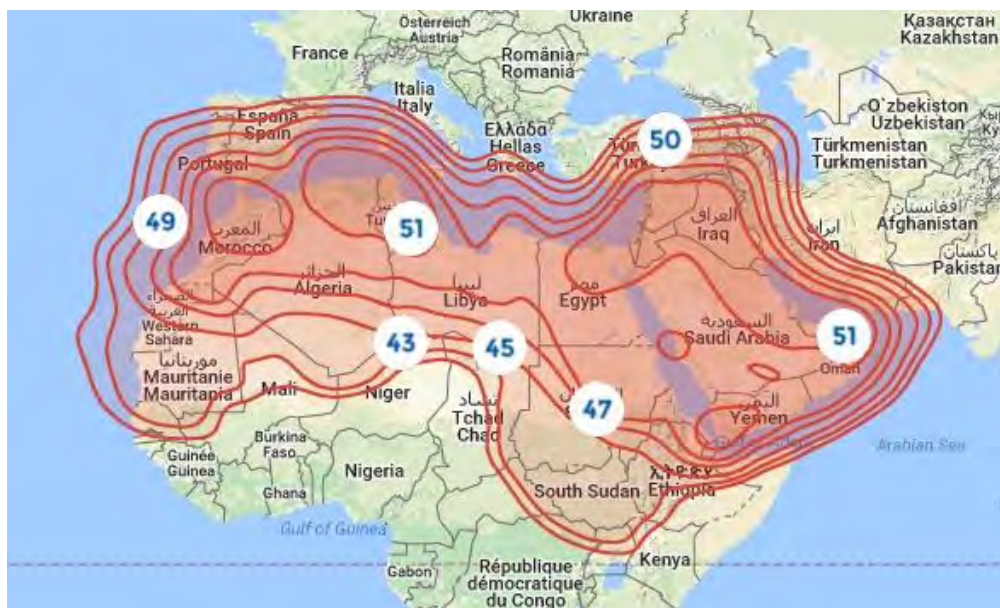 Ukraine
Österreich
Austria
Қазақстан
Kazakhstan
France
România
Romania
Italia
Italy
O`zbekiston
Uzbekistan
España
Spain
Ελλάδα
Hellas
Greece
50
Türkmenistan
Turkmenistan
Portugal
49
افغانستان
Afghanistan
العراق
Iraq
ایران
Iran
المغرب
Morocco
51
پاکستان
Pakistan
الجزائر
Algeria
ليبيا
Libya
مصر
Egypt
الصحراء
الغربية
Western
Sahara
السعودية
Saudi Arabia
51
Oman
43
45
موريتانيا
Mauritanie
Mauritania
Mali
Niger
تشاد
Tchad
Chad
47
اليمن
Yemen
Burkina
Faso
Guinée
Guinea
Nigeria
Ghana
South Sudan
Ethiopia
Arabian Sea
Gulf of Guinea
Gabon
République
démocratique
du Congo
Kenya